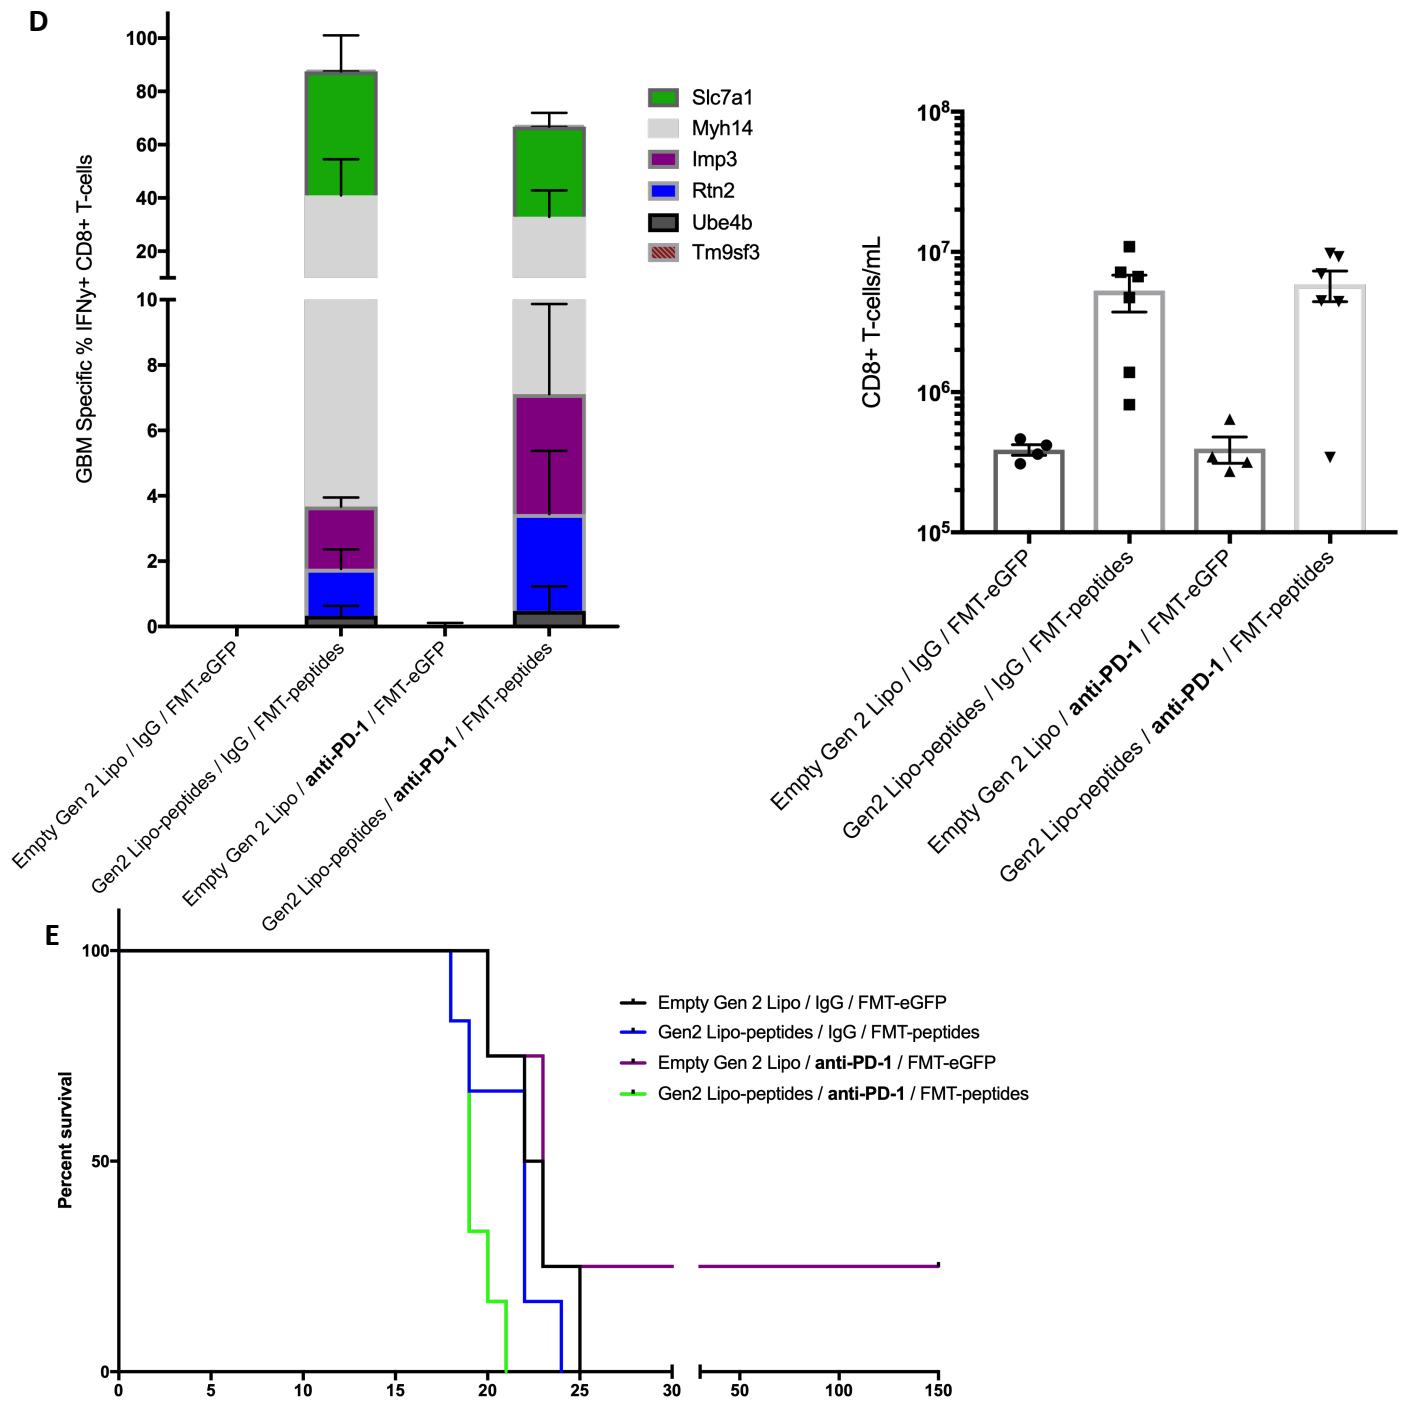 D
100
80
60
40
20
10
8
6
4
2
0
GBM Specific % IFNy+ CD8+ T-cells
Empty Gen 2 Lipo / IgG / FMT-eGFP
Gen2 Lipo-peptides / IgG / FMT-peptides
Empty Gen 2 Lipo / anti-PD-1 / FMT-eGFP
Gen2 Lipo-peptides / anti-PD-1 / FMT-peptides
Slc7a1
Myh14
Imp3
Rtn2
Ube4b
Tm9sf3
10⁸
10⁷
10⁶
10⁵
CD8+ T-cells/mL
Empty Gen 2 Lipo / IgG / FMT-eGFP
Gen2 Lipo-peptides / IgG / FMT-peptides
Empty Gen 2 Lipo / anti-PD-1 / FMT-eGFP
Gen2 Lipo-peptides / anti-PD-1 / FMT-peptides
E
100
50
0
Percent survival
0 5 10 15 20 25 30 50 100 150
Empty Gen 2 Lipo / IgG / FMT-eGFP
Gen2 Lipo-peptides / IgG / FMT-peptides
Empty Gen 2 Lipo / anti-PD-1 / FMT-eGFP
Gen2 Lipo-peptides / anti-PD-1 / FMT-peptides